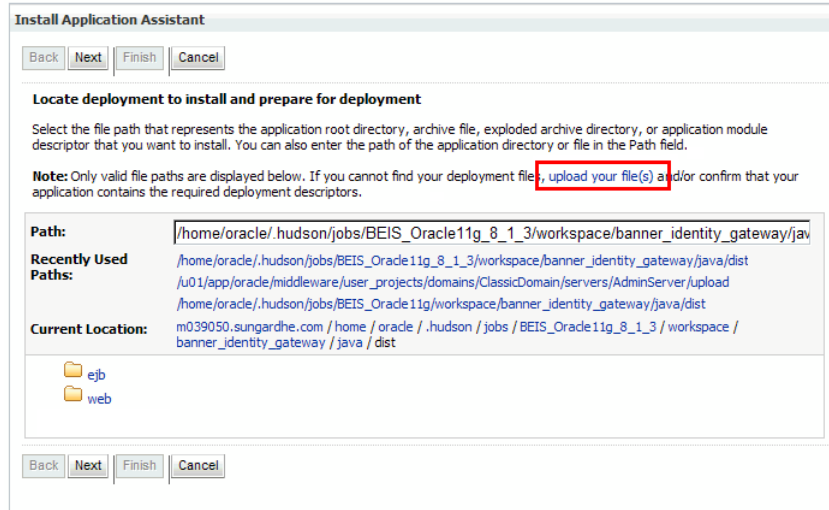 Install Application Assistant
Back Next Finish Cancel
Locate deployment to install and prepare for deployment
Select the file path that represents the application root directory, archive file, exploded archive directory, or application module
descriptor that you want to install. You can also enter the path of the application directory or file in the Path field.
Note: Only valid file paths are displayed below. If you cannot find your deployment files, upload your file(s) and/or confirm that your
application contains the required deployment descriptors.
Path: /home/oracle/.hudson/jobs/BEIS_Oracle11g_8_1_3/workspace/banner_identity_gateway/jav
Recently Used Paths: /home/oracle/.hudson/jobs/BEIS_Oracle11g_8_1_3/workspace/banner_identity_gateway/java/dist
/u01/app/oracle/middleware/user_projects/domains/ClassicDomain/servers/AdminServer/upload
/home/oracle/.hudson/jobs/BEIS_Oracle11g/workspace/banner_identity_gateway/java/dist
Current Location: m039050.sungardhe.com / home / oracle / .hudson / jobs / BEIS_Oracle11g_8_1_3 / workspace /
banner_identity_gateway / java / dist
ejb
web
Back Next Finish Cancel